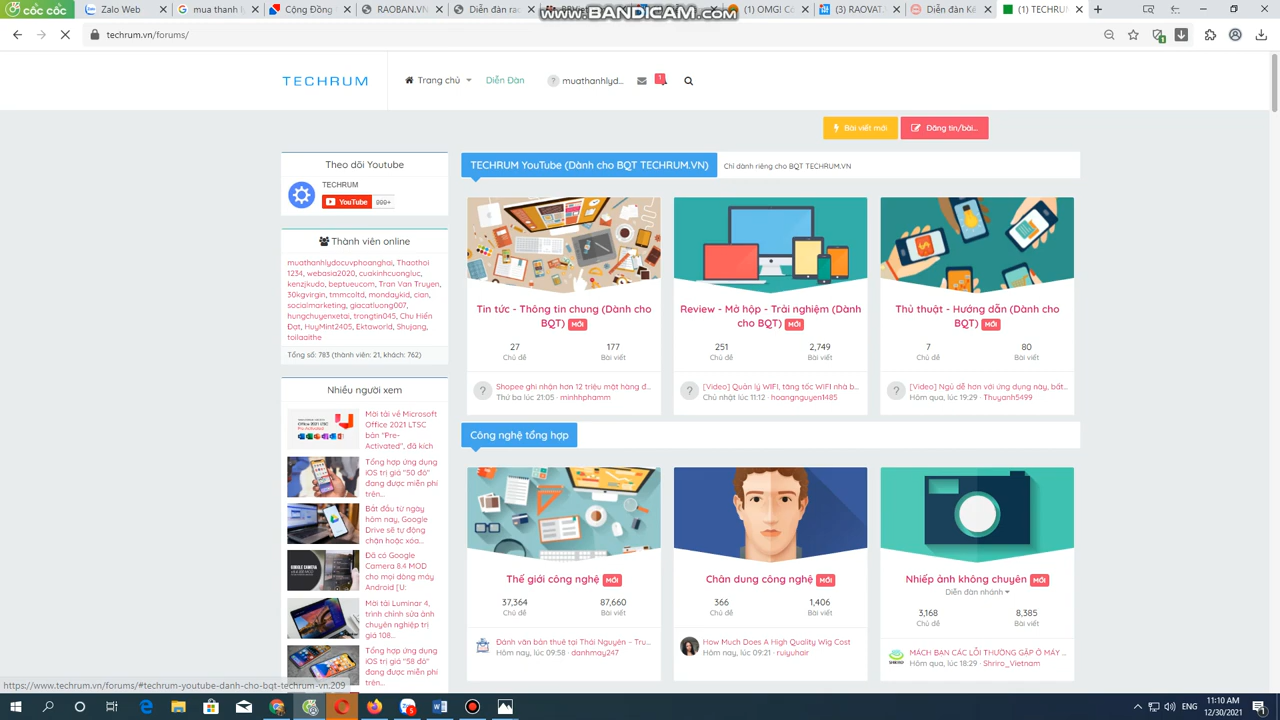 Zalo Web
mua thanh l
Cộng Đồng
RAOBAN.VN
Diễn đàn rao
www.BANDICAM.com
(1) OMG!
(8) RAOVAT
Diễn đàn kin
(1) TECHRUM
techrum.vn/forums/
TECHRUM
Trang chủ
Diễn Đàn
muathanhlyd...
1
Bài viết mới
Đăng tin/bài...
Theo dõi Youtube
TECHRUM
YouTube 999+
Thành viên online
muathanhlydocuvphoanghai, Thaothoi
1234, webasia2020, cuakinhcuongluc,
kenzjkudo, beptueucom, Tran Van Truyen,
30kgvirgin, tmmcoltd, mondaykid, cian,
socialmarketing, giacatluong007,
hungchuyenxetai, trongtin045, Chu Hiển
Đạt, HuyMint2405, Ektaworld, Shujang,
toilaaithe
Tổng số: 783 (thành viên: 21, khách: 762)
Nhiều người xem
Mời tải về Microsoft
Office 2021 LTSC
bản "Pre-
Activated", đã kích
Tổng hợp ứng dụng
iOS trị giá "50 đô"
đang được miễn phí
trên...
Bắt đầu từ ngày
hôm nay, Google
Drive sẽ tự động
chặn hoặc xóa...
Đã có Google
Camera 8.4 MOD
cho mọi dòng máy
Android [U:
Mời tải Luminar 4,
trình chỉnh sửa ảnh
chuyên nghiệp trị
giá 108...
Tổng hợp ứng dụng
iOS trị giá "58 đô"
đang được miễn phí
trên...
TECHRUM YouTube (Dành cho BQT TECHRUM.VN)
Chỉ dành riêng cho BQT TECHRUM.VN
Tin tức - Thông tin chung (Dành cho
BQT) MỚI
27 177
Chủ đề Bài viết
Shopee ghi nhận hơn 12 triệu mặt hàng đ...
Thứ ba lúc 21:05 · minhhphamm
Review - Mở hộp - Trải nghiệm (Dành
cho BQT) MỚI
251 2,749
Chủ đề Bài viết
[Video] Quản lý WIFI, tăng tốc WIFI nhà b...
Chủ nhật lúc 11:12 · hoangnguyen1485
Thủ thuật - Hướng dẫn (Dành cho
BQT) MỚI
7 80
Chủ đề Bài viết
[Video] Ngủ dễ hơn với ứng dụng này, bất...
Hôm qua, lúc 19:29 · Thuyanh5499
Công nghệ tổng hợp
Thế giới công nghệ MỚI
37,364 87,660
Chủ đề Bài viết
Đánh văn bản thuê tại Thái Nguyên – Tru...
Hôm nay, lúc 09:58 · danhmay247
Chân dung công nghệ MỚI
366 1,406
Chủ đề Bài viết
How Much Does A High Quality Wig Cost
Hôm nay, lúc 09:21 · ruiyuhair
Nhiếp ảnh không chuyên MỚI
Diễn đàn nhánh
3,168 8,385
Chủ đề Bài viết
MÁCH BẠN CÁC LỖI THƯỜNG GẶP Ở MÁY ...
Hôm qua, lúc 18:29 · Shriro_Vietnam
https://www.techrum.vn/forums/#techrum-youtube-danh-cho-bqt-techrum-vn.209
ENG
11:10 AM
12/30/2021